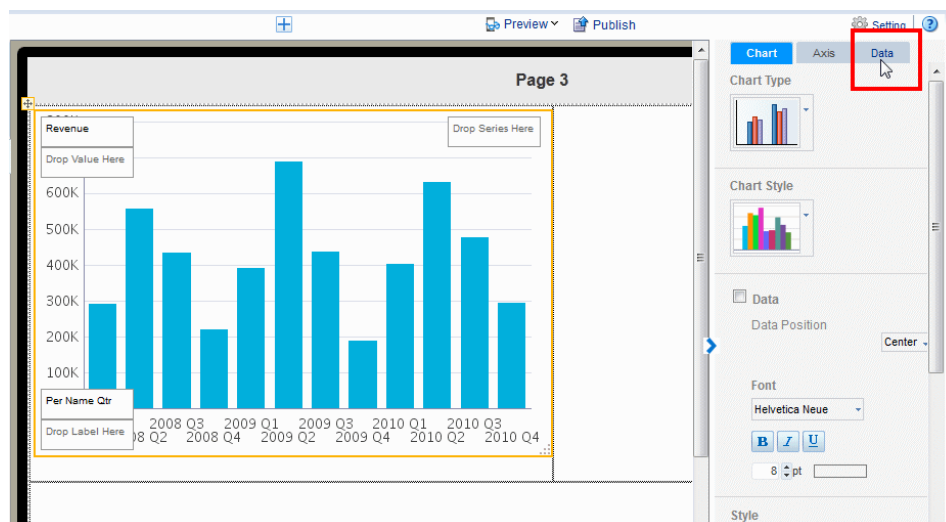 Preview
Publish
Setting
?
Page 3
Chart
Axis
Data
Chart Type
Revenue
Drop Value Here
Drop Series Here
600K
500K
400K
300K
200K
100K
Per Name Qtr
Drop Label Here
2008 Q3 2009 Q1 2009 Q3 2010 Q1 2010 Q3
2008 Q4 2009 Q2 2009 Q4 2010 Q2 2010 Q4
Chart Style
Data
Data Position
Center
Font
Helvetica Neue
B I U
8 pt
Style